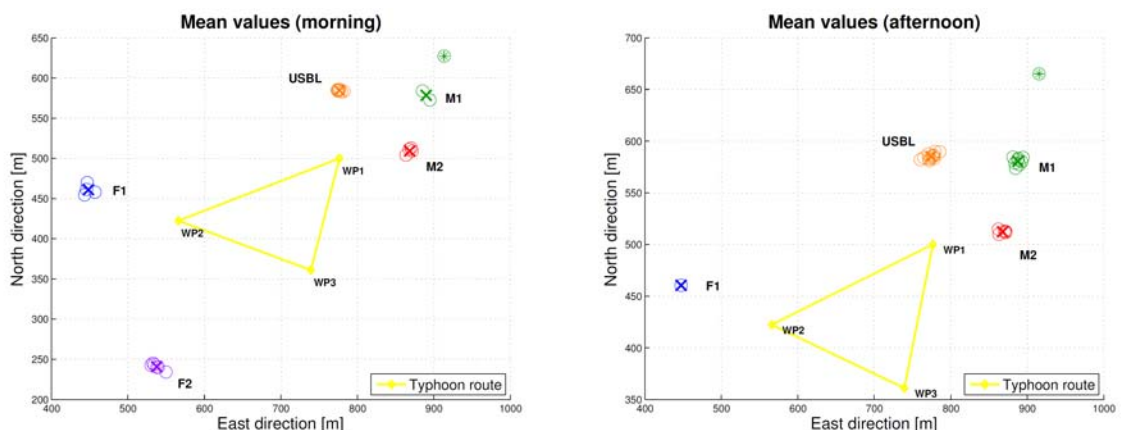 Mean values (morning)
650
600
550
500
450
400
350
300
250
200
400 500 600 700 800 900 1000
North direction [m]
East direction [m]
USBL
M1
M2
F1
F2
WP1
WP2
WP3
Typhoon route
Mean values (afternoon)
700
650
600
550
500
450
400
350
400 500 600 700 800 900 1000
North direction [m]
East direction [m]
USBL
M1
M2
F1
WP1
WP2
WP3
Typhoon route